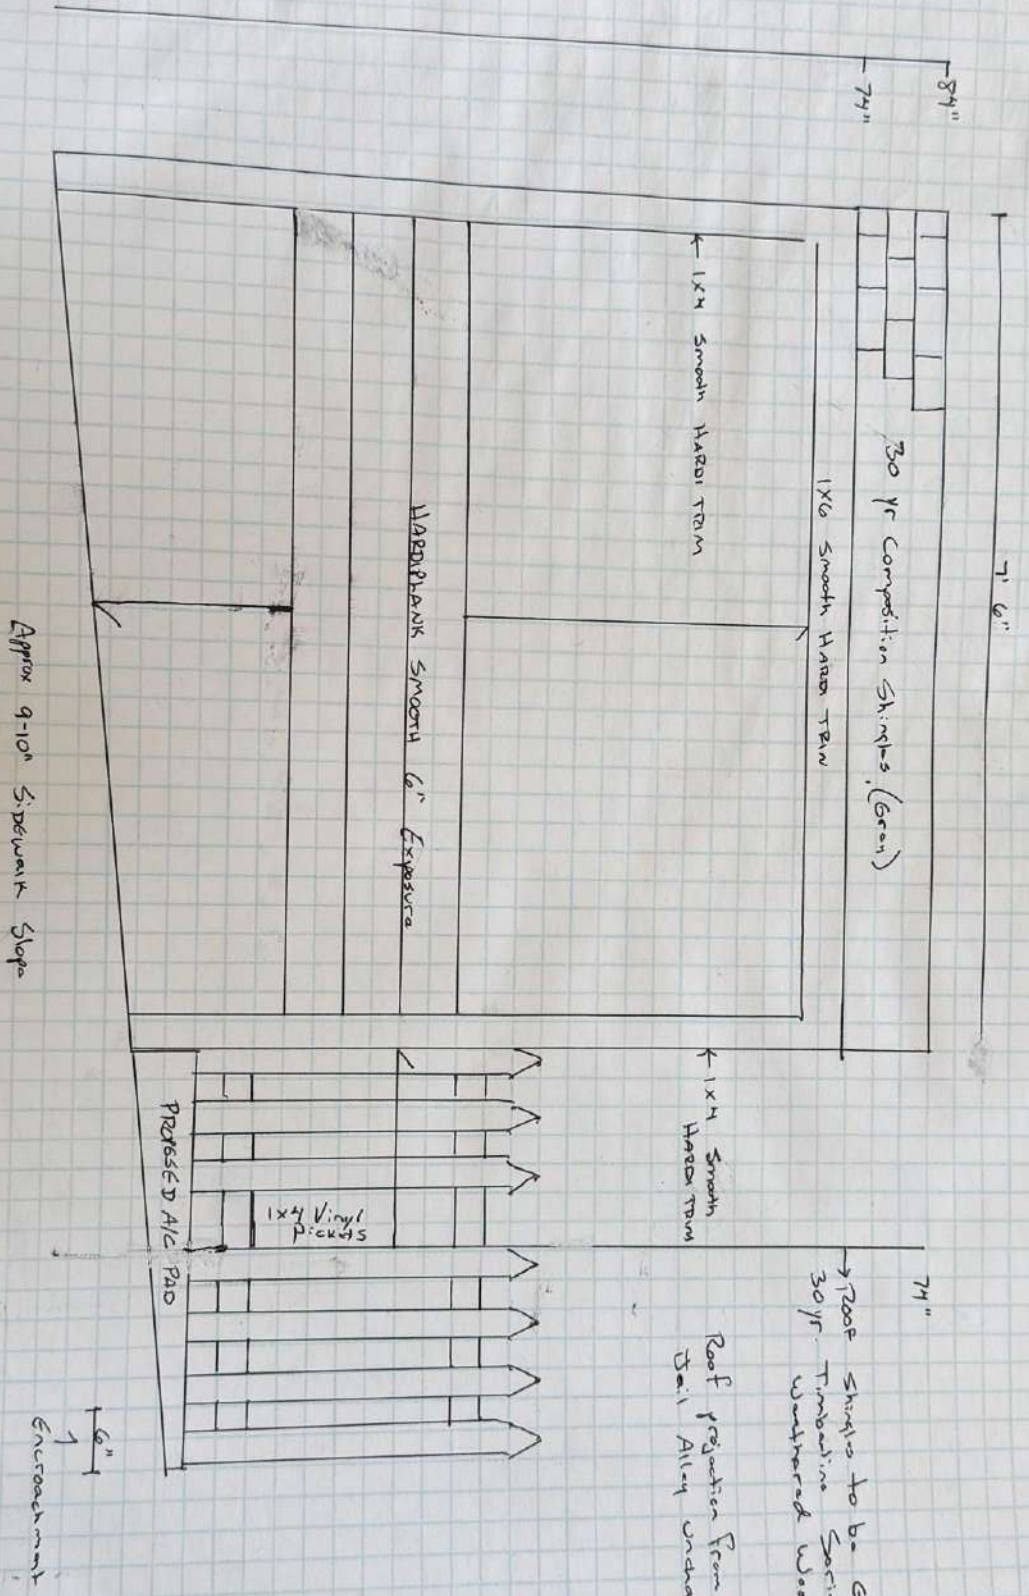 84"
74"
7' 6"
30 yr Composition Shingles. (Gray)
1x6 Smooth HARDI TRIM
← 1x4 Smooth HARDI TRIM
HARDIPLANK SMOOTH 6" Exposure
Approx 9-10" SIDEWALK Slope
← 1x4 Smooth
HARDI TRIM
1x4 Vinyl
Pickets
PROPOSED A/C PAD
74"
→ Roof Shingles to be G
30 yr. Timberline
Weathered
Roof projection From
Jail Alley
6"
Encroachment